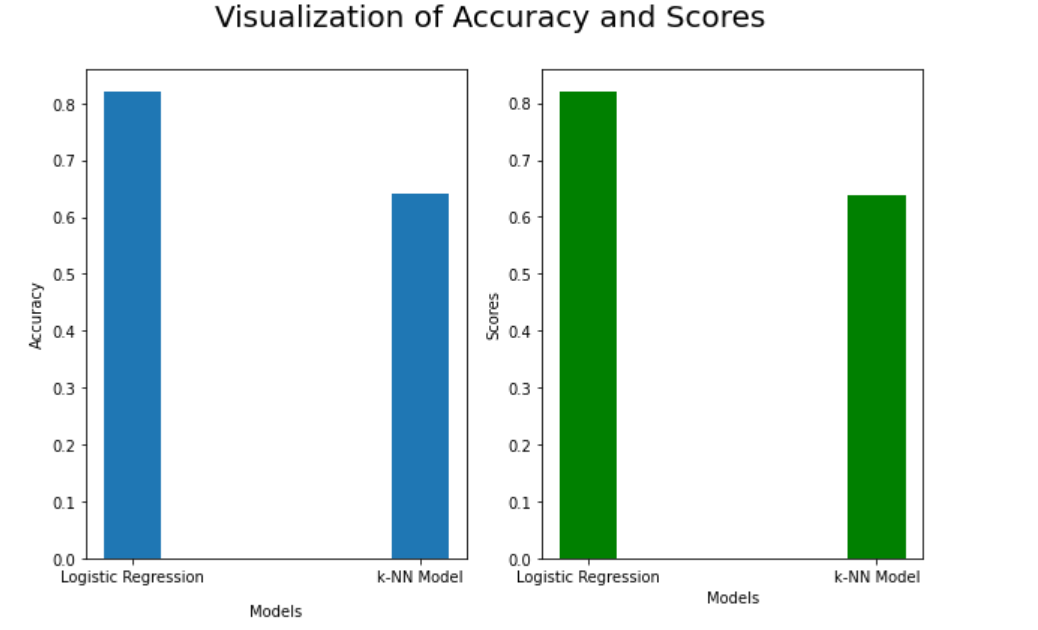 Visualization of Accuracy and Scores
Accuracy
0.8
0.7
0.6
0.5
0.4
0.3
0.2
0.1
0.0
Logistic Regression
k-NN Model
Models
Scores
0.8
0.7
0.6
0.5
0.4
0.3
0.2
0.1
0.0
Logistic Regression
k-NN Model
Models